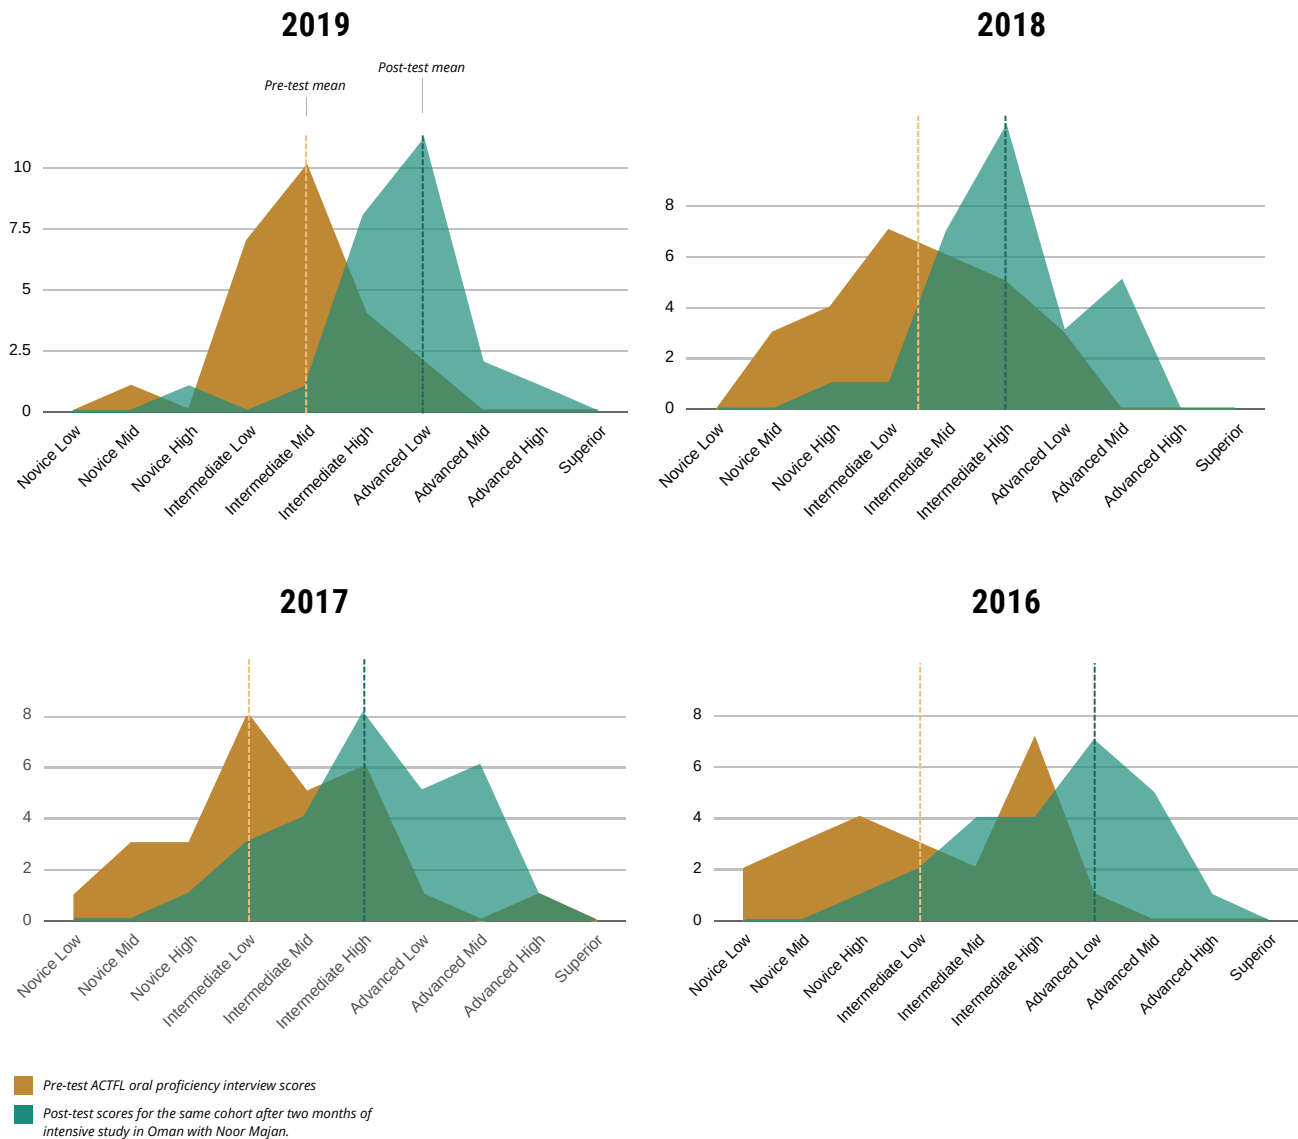 2019
Post-test mean
Pre-test mean
10
7.5
5
2.5
0
Novice Low
Novice Mid
Novice High
Intermediate Low
Intermediate Mid
Intermediate High
Advanced Low
Advanced Mid
Advanced High
Superior
2018
8
6
4
2
0
Novice Low
Novice Mid
Novice High
Intermediate Low
Intermediate Mid
Intermediate High
Advanced Low
Advanced Mid
Advanced High
Superior
2017
8
6
4
2
0
Novice Low
Novice Mid
Novice High
Intermediate Low
Intermediate Mid
Intermediate High
Advanced Low
Advanced Mid
Advanced High
Superior
2016
8
6
4
2
0
Novice Low
Novice Mid
Novice High
Intermediate Low
Intermediate Mid
Intermediate High
Advanced Low
Advanced Mid
Advanced High
Superior
Pre-test ACTFL oral proficiency interview scores
Post-test scores for the same cohort after two months of
intensive study in Oman with Noor Majan.